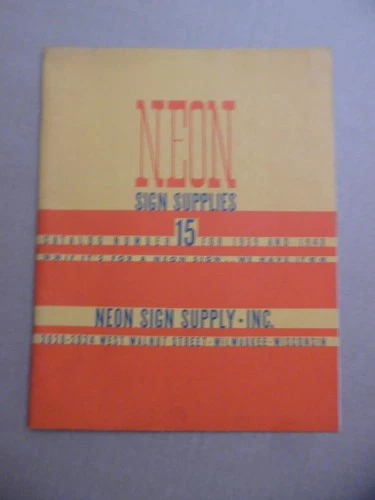 NEON
SIGN SUPPLIES
CATALOG NUMBER 15 FOR 1939 AND 1940
IF IT'S FOR A NEON SIGN.. WE HAVE IT
NEON SIGN SUPPLY-INC.
WEST WALNUT STREET-MILWAUKEE-WISCONSIN